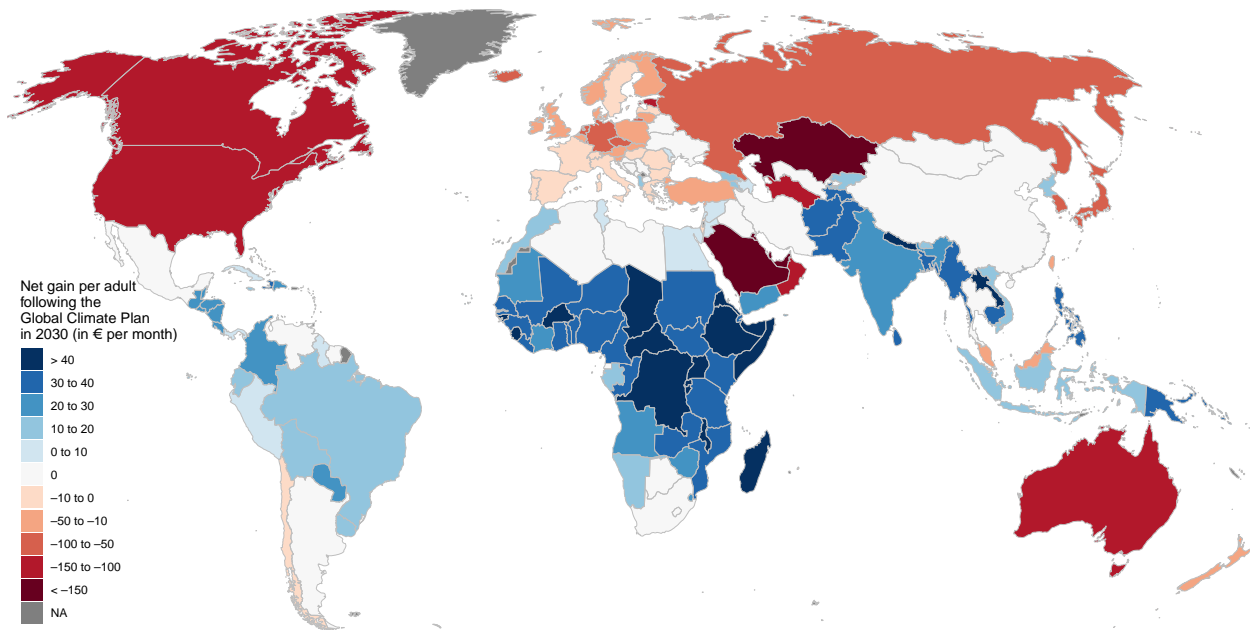 Net gain per adult
following the
Global Climate Plan
in 2030 (in € per month)
> 40
30 to 40
20 to 30
10 to 20
0 to 10
0
–10 to 0
–50 to –10
–100 to –50
–150 to –100
< –150
NA